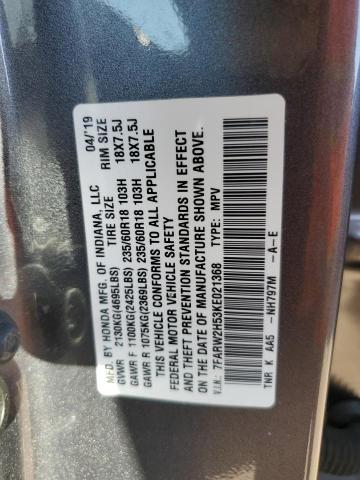 MFD. BY HONDA MFG. OF INDIANA, LLC 04/'19
TIRE SIZE RIM SIZE
GVWR 2130KG(4695LBS)
GAWR F 1100KG(2425LBS) 235/60R18 103H 18X7.5J
GAWR R 1075KG(2369LBS) 235/60R18 103H 18X7.5J
THIS VEHICLE CONFORMS TO ALL APPLICABLE
FEDERAL MOTOR VEHICLE SAFETY
AND THEFT PREVENTION STANDARDS IN EFFECT
ON THE DATE OF MANUFACTURE SHOWN ABOVE.
V.I.N.: 7FARW2H53KE021368 TYPE: MPV
TNR K AA5 -NH797M -A-E